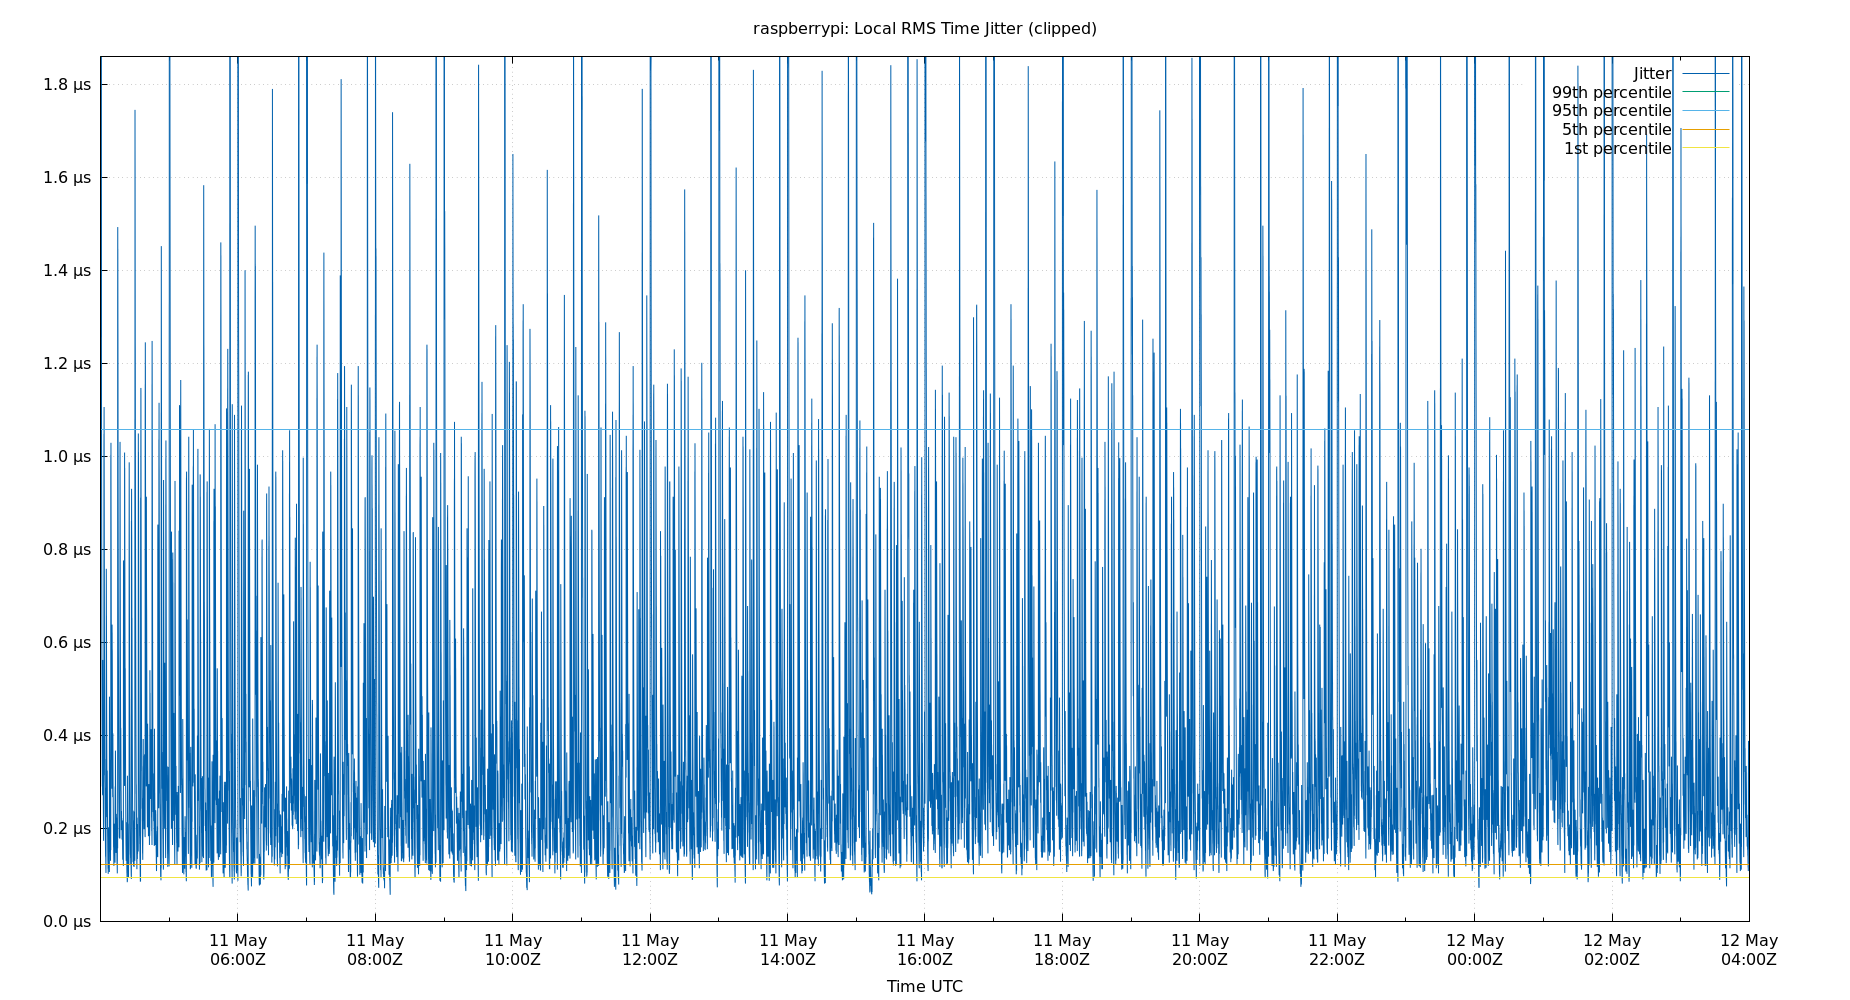 raspberrypi: Local RMS Time Jitter (clipped)
1.8 µs
1.6 µs
1.4 µs
1.2 µs
1.0 µs
0.8 µs
0.6 µs
0.4 µs
0.2 µs
0.0 µs
Jitter
99th percentile
95th percentile
5th percentile
1st percentile
11 May 11 May 11 May 11 May 11 May 11 May 11 May 11 May 11 May 12 May 12 May 12 May
06:00Z 08:00Z 10:00Z 12:00Z 14:00Z 16:00Z 18:00Z 20:00Z 22:00Z 00:00Z 02:00Z 04:00Z
Time UTC